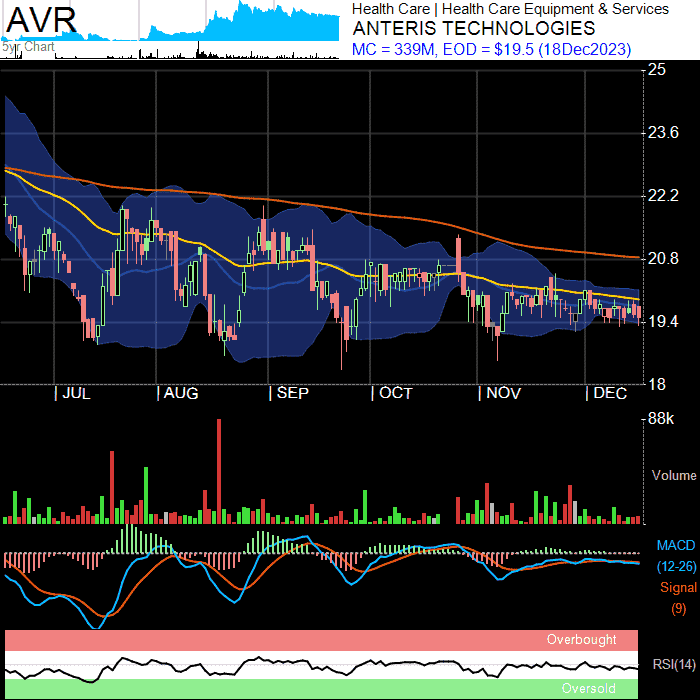 AVR
5yr Chart
Health Care | Health Care Equipment & Services
ANTERIS TECHNOLOGIES
MC = 339M, EOD = $19.5 (18Dec2023)
25
23.6
22.2
20.8
19.4
18
JUL
AUG
SEP
OCT
NOV
DEC
88k
Volume
MACD
(12-26)
Signal
(9)
Overbought
RSI(14)
Oversold